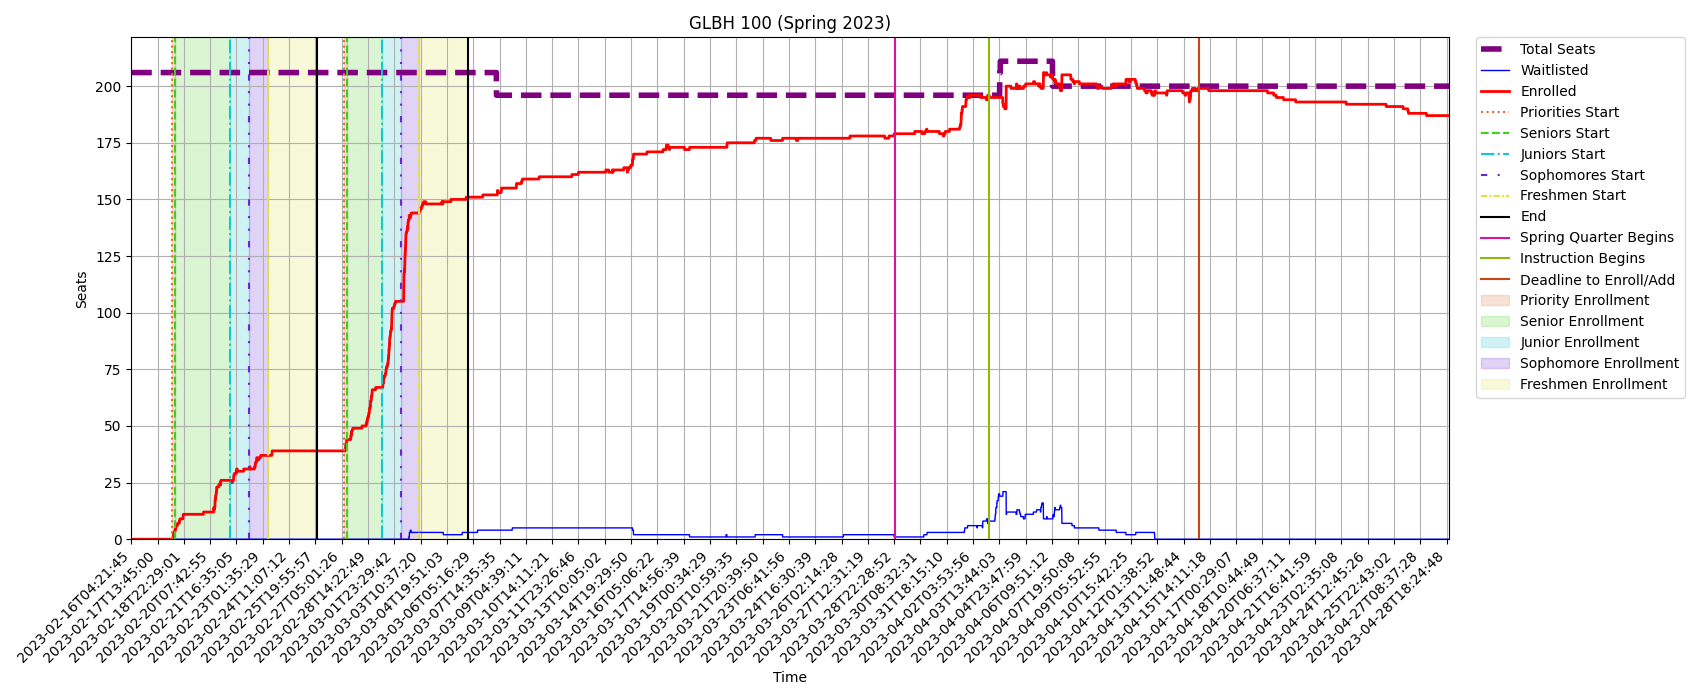 GLBH 100 (Spring 2023)
Seats
200
175
150
125
100
75
50
25
0
2023-02-16T04:21:45
2023-02-17T13:45:00
2023-02-18T22:29:01
2023-02-20T07:42:55
2023-02-21T16:35:05
2023-02-23T01:35:29
2023-02-24T11:07:12
2023-02-25T19:55:57
2023-02-27T05:01:26
2023-02-28T14:22:49
2023-03-01T23:29:42
2023-03-03T10:37:20
2023-03-04T19:51:03
2023-03-06T05:16:29
2023-03-07T14:35:35
2023-03-09T04:39:11
2023-03-10T14:11:21
2023-03-11T23:26:46
2023-03-13T10:05:02
2023-03-14T19:29:50
2023-03-16T05:06:22
2023-03-17T14:56:39
2023-03-19T00:34:29
2023-03-20T10:59:35
2023-03-21T20:39:50
2023-03-23T06:41:56
2023-03-24T16:30:39
2023-03-26T02:14:28
2023-03-27T12:31:19
2023-03-28T22:28:52
2023-03-30T08:32:31
2023-03-31T18:15:10
2023-04-02T03:53:56
2023-04-03T13:44:03
2023-04-04T23:47:59
2023-04-06T09:51:12
2023-04-07T19:50:08
2023-04-09T05:52:55
2023-04-10T15:42:25
2023-04-12T01:38:52
2023-04-13T11:48:44
2023-04-15T14:11:18
2023-04-17T00:29:07
2023-04-18T10:44:49
2023-04-20T06:37:11
2023-04-21T16:41:59
2023-04-23T02:35:08
2023-04-24T12:45:26
2023-04-25T22:43:02
2023-04-27T08:37:28
2023-04-28T18:24:48
Time
Total Seats
Waitlisted
Enrolled
Priorities Start
Seniors Start
Juniors Start
Sophomores Start
Freshmen Start
End
Spring Quarter Begins
Instruction Begins
Deadline to Enroll/Add
Priority Enrollment
Senior Enrollment
Junior Enrollment
Sophomore Enrollment
Freshmen Enrollment